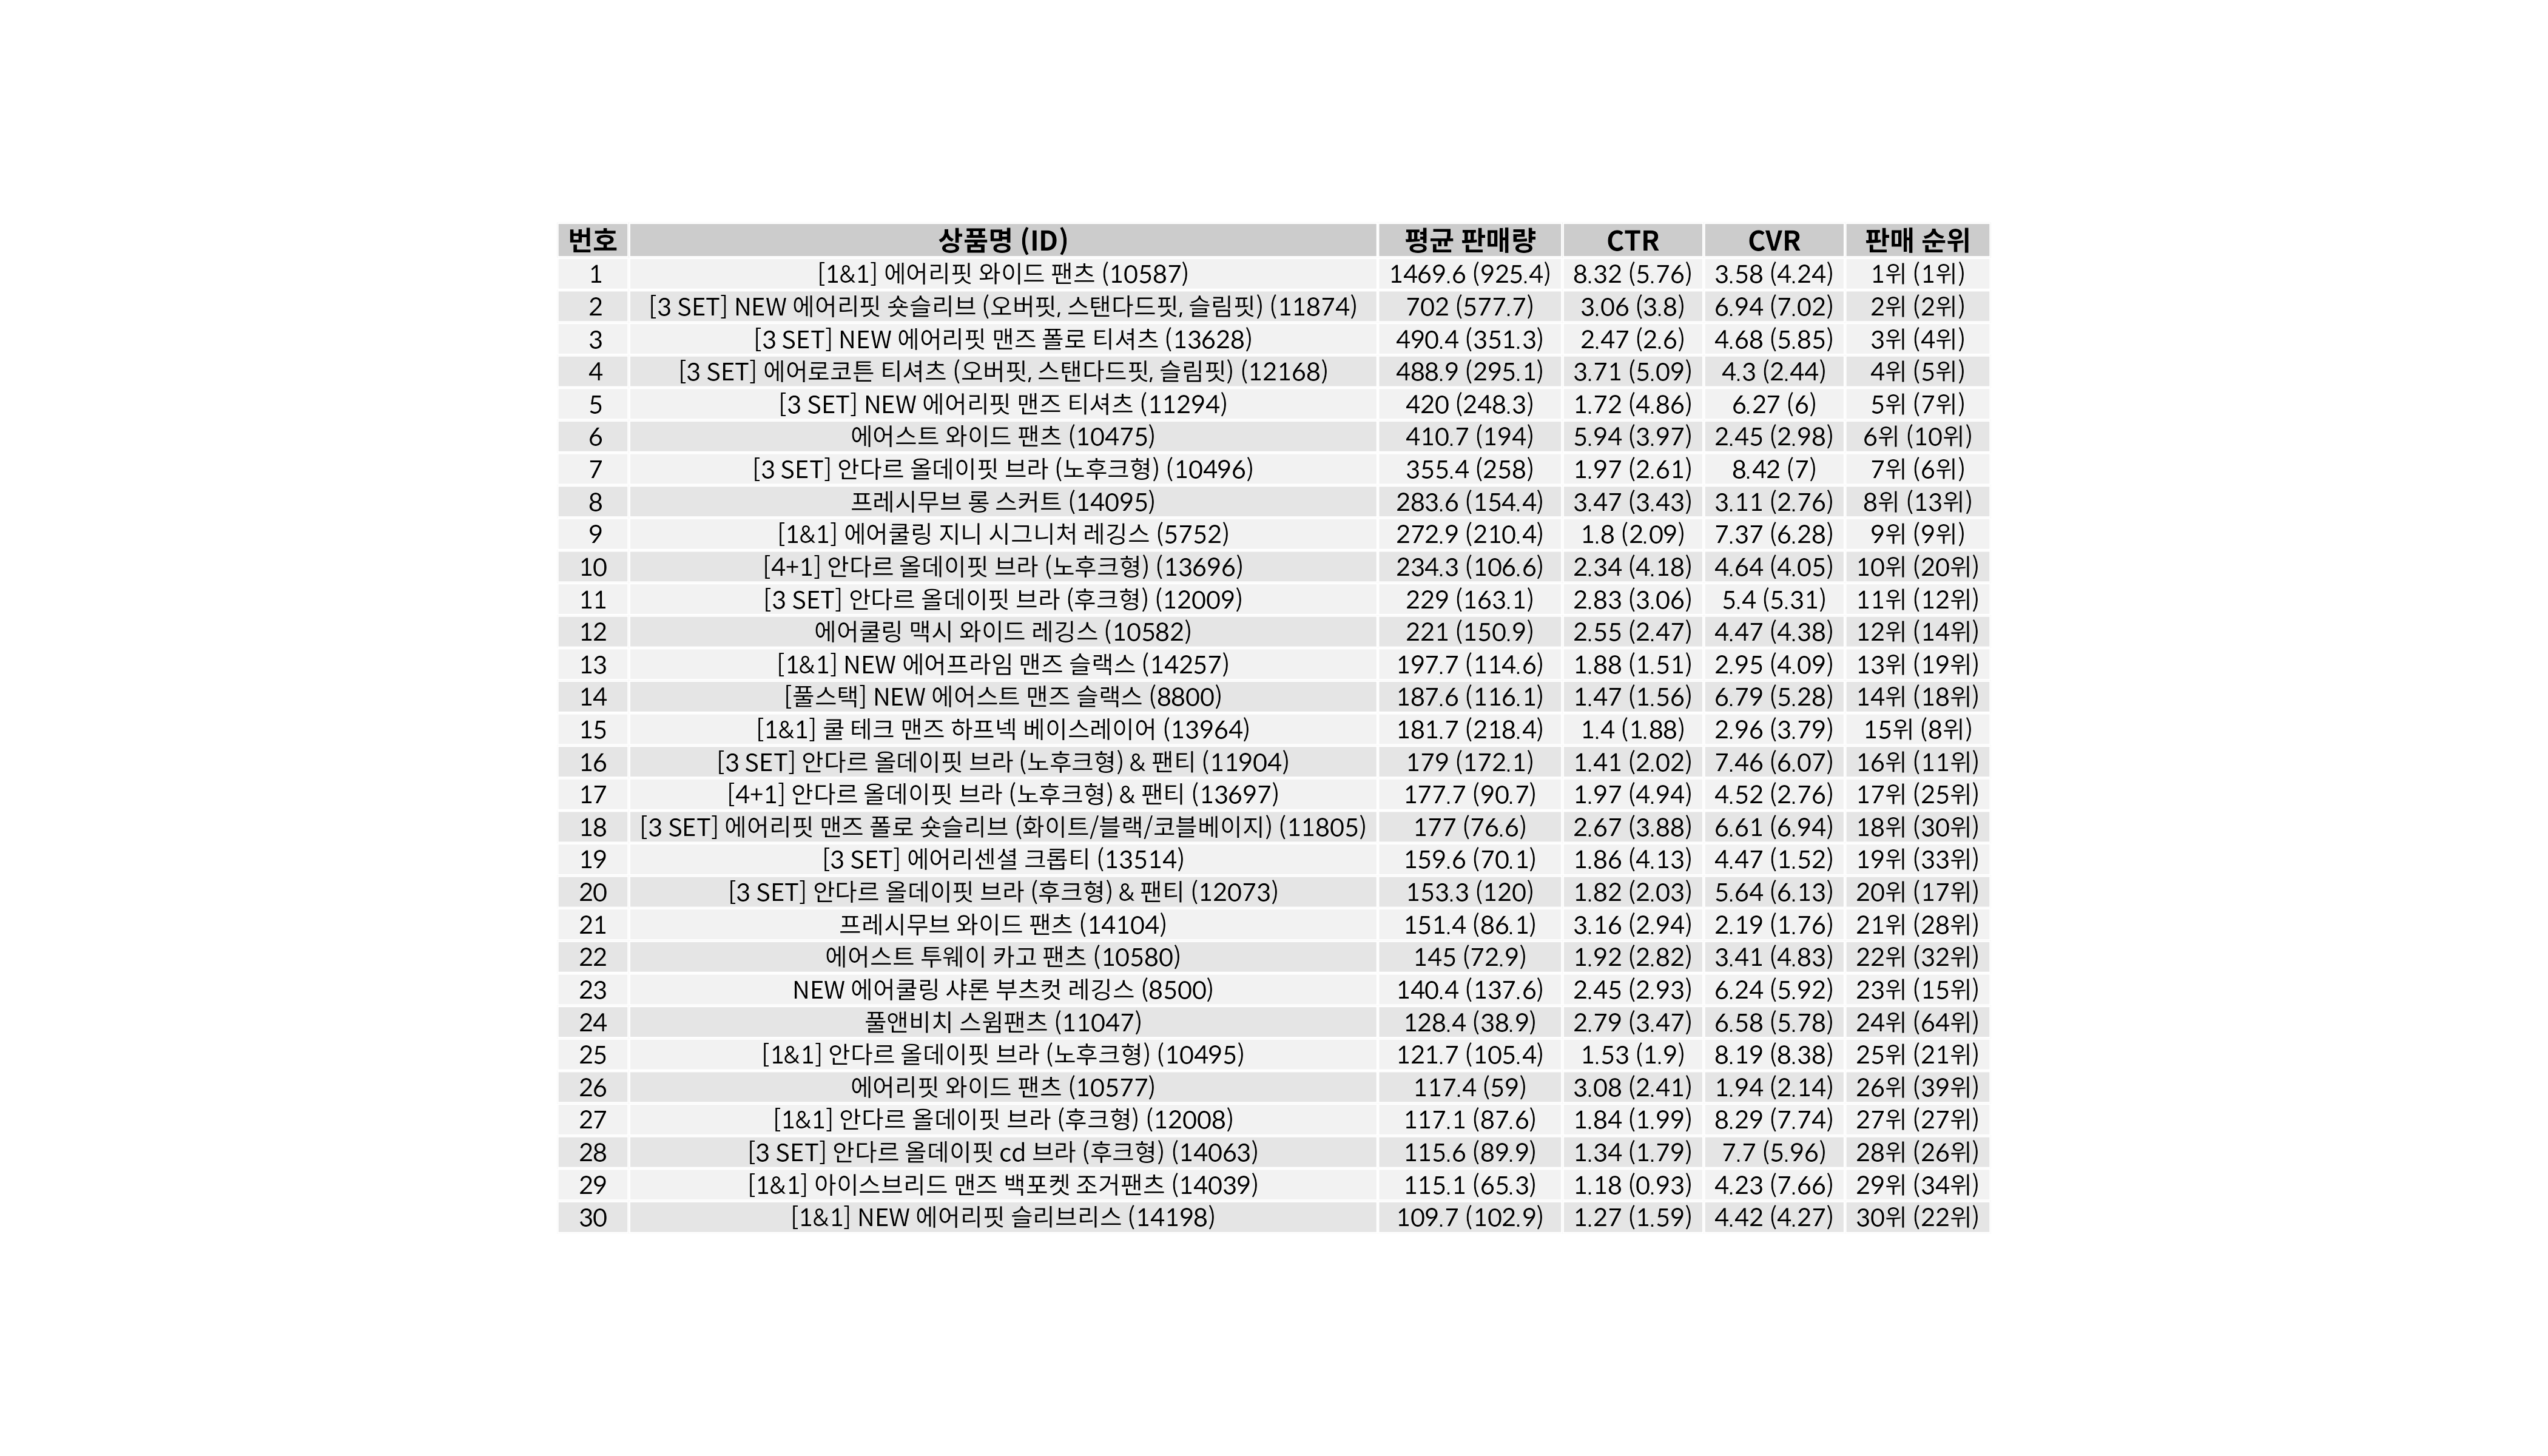 번호 상품명 (ID) 평균 판매량 CTR CVR 판매 순위
1 [1&1] 에어리핏 와이드 팬츠 (10587) 1469.6 (925.4) 8.32 (5.76) 3.58 (4.24) 1위 (1위)
2 [3 SET] NEW 에어리핏 숏슬리브 (오버핏, 스탠다드핏, 슬림핏) (11874) 702 (577.7) 3.06 (3.8) 6.94 (7.02) 2위 (2위)
3 [3 SET] NEW 에어리핏 맨즈 폴로 티셔츠 (13628) 490.4 (351.3) 2.47 (2.6) 4.68 (5.85) 3위 (4위)
4 [3 SET] 에어로코튼 티셔츠 (오버핏, 스탠다드핏, 슬림핏) (12168) 488.9 (295.1) 3.71 (5.09) 4.3 (2.44) 4위 (5위)
5 [3 SET] NEW 에어리핏 맨즈 티셔츠 (11294) 420 (248.3) 1.72 (4.86) 6.27 (6) 5위 (7위)
6 에어스트 와이드 팬츠 (10475) 410.7 (194) 5.94 (3.97) 2.45 (2.98) 6위 (10위)
7 [3 SET] 안다르 올데이핏 브라 (노후크형) (10496) 355.4 (258) 1.97 (2.61) 8.42 (7) 7위 (6위)
8 프레시무브 롱 스커트 (14095) 283.6 (154.4) 3.47 (3.43) 3.11 (2.76) 8위 (13위)
9 [1&1] 에어쿨링 지니 시그니처 레깅스 (5752) 272.9 (210.4) 1.8 (2.09) 7.37 (6.28) 9위 (9위)
10 [4+1] 안다르 올데이핏 브라 (노후크형) (13696) 234.3 (106.6) 2.34 (4.18) 4.64 (4.05) 10위 (20위)
11 [3 SET] 안다르 올데이핏 브라 (후크형) (12009) 229 (163.1) 2.83 (3.06) 5.4 (5.31) 11위 (12위)
12 에어쿨링 맥시 와이드 레깅스 (10582) 221 (150.9) 2.55 (2.47) 4.47 (4.38) 12위 (14위)
13 [1&1] NEW 에어프라임 맨즈 슬랙스 (14257) 197.7 (114.6) 1.88 (1.51) 2.95 (4.09) 13위 (19위)
14 [풀스택] NEW 에어스트 맨즈 슬랙스 (8800) 187.6 (116.1) 1.47 (1.56) 6.79 (5.28) 14위 (18위)
15 [1&1] 쿨 테크 맨즈 하프넥 베이스레이어 (13964) 181.7 (218.4) 1.4 (1.88) 2.96 (3.79) 15위 (8위)
16 [3 SET] 안다르 올데이핏 브라 (노후크형) & 팬티 (11904) 179 (172.1) 1.41 (2.02) 7.46 (6.07) 16위 (11위)
17 [4+1] 안다르 올데이핏 브라 (노후크형) & 팬티 (13697) 177.7 (90.7) 1.97 (4.94) 4.52 (2.76) 17위 (25위)
18 [3 SET] 에어리핏 맨즈 폴로 숏슬리브 (화이트/블랙/코블베이지) (11805) 177 (76.6) 2.67 (3.88) 6.61 (6.94) 18위 (30위)
19 [3 SET] 에어리센셜 크롭티 (13514) 159.6 (70.1) 1.86 (4.13) 4.47 (1.52) 19위 (33위)
20 [3 SET] 안다르 올데이핏 브라 (후크형) & 팬티 (12073) 153.3 (120) 1.82 (2.03) 5.64 (6.13) 20위 (17위)
21 프레시무브 와이드 팬츠 (14104) 151.4 (86.1) 3.16 (2.94) 2.19 (1.76) 21위 (28위)
22 에어스트 투웨이 카고 팬츠 (10580) 145 (72.9) 1.92 (2.82) 3.41 (4.83) 22위 (32위)
23 NEW 에어쿨링 샤론 부츠컷 레깅스 (8500) 140.4 (137.6) 2.45 (2.93) 6.24 (5.92) 23위 (15위)
24 풀앤비치 스윔팬츠 (11047) 128.4 (38.9) 2.79 (3.47) 6.58 (5.78) 24위 (64위)
25 [1&1] 안다르 올데이핏 브라 (노후크형) (10495) 121.7 (105.4) 1.53 (1.9) 8.19 (8.38) 25위 (21위)
26 에어리핏 와이드 팬츠 (10577) 117.4 (59) 3.08 (2.41) 1.94 (2.14) 26위 (39위)
27 [1&1] 안다르 올데이핏 브라 (후크형) (12008) 117.1 (87.6) 1.84 (1.99) 8.29 (7.74) 27위 (27위)
28 [3 SET] 안다르 올데이핏 cd 브라 (후크형) (14063) 115.6 (89.9) 1.34 (1.79) 7.7 (5.96) 28위 (26위)
29 [1&1] 아이스브리드 맨즈 백포켓 조거팬츠 (14039) 115.1 (65.3) 1.18 (0.93) 4.23 (7.66) 29위 (34위)
30 [1&1] NEW 에어리핏 슬리브리스 (14198) 109.7 (102.9) 1.27 (1.59) 4.42 (4.27) 30위 (22위)